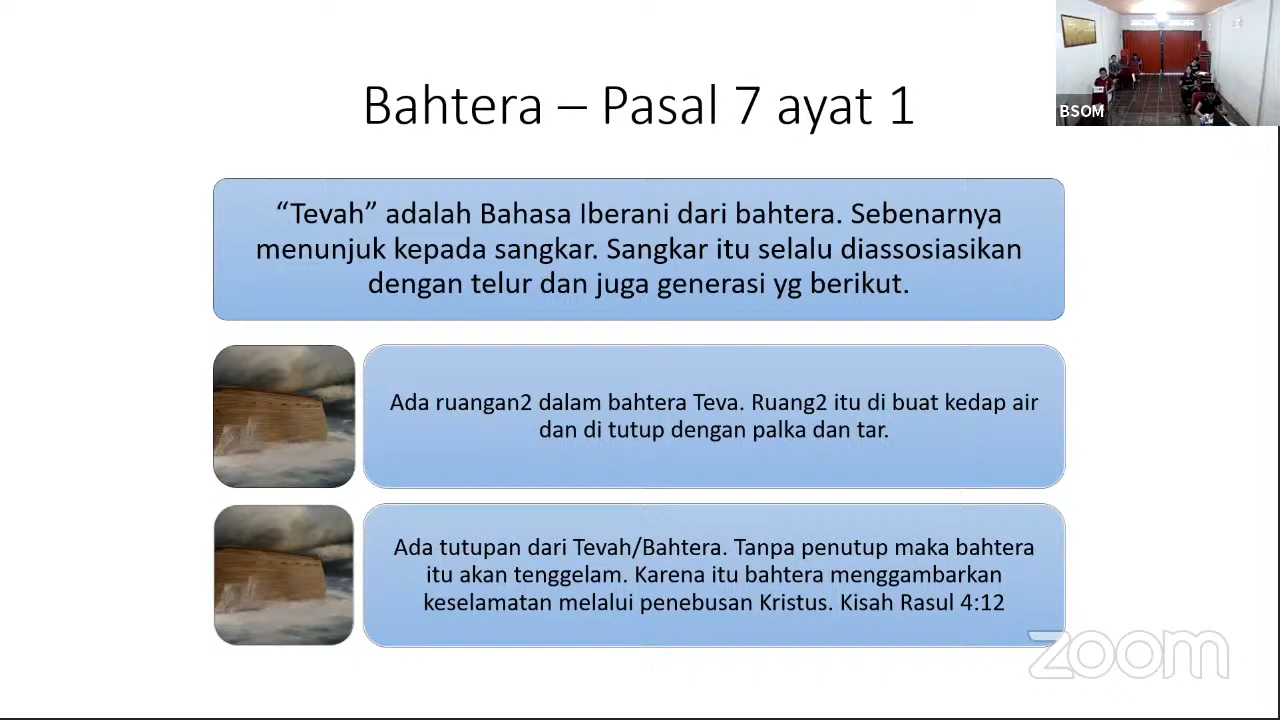 Bahtera – Pasal 7 ayat 1
BSOM
“Tevah” adalah Bahasa Iberani dari bahtera. Sebenarnya
menunjuk kepada sangkar. Sangkar itu selalu diassosiasikan
dengan telur dan juga generasi yg berikut.
Ada ruangan2 dalam bahtera Teva. Ruang2 itu di buat kedap air
dan di tutup dengan palka dan tar.
Ada tutupan dari Tevah/Bahtera. Tanpa penutup maka bahtera
itu akan tenggelam. Karena itu bahtera menggambarkan
keselamatan melalui penebusan Kristus. Kisah Rasul 4:12
zoom